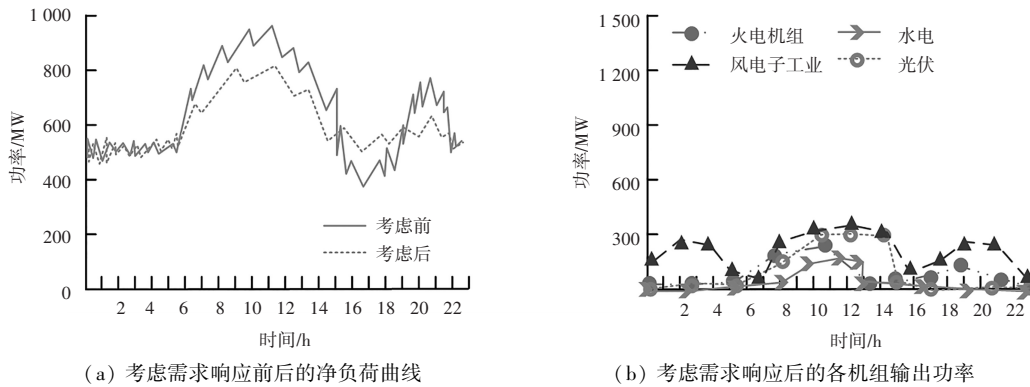 1 000
800
600
400
200
0
功率/MW
考虑前
考虑后
2 4 6 8 10 12 14 16 18 20 22
时间/h
(a) 考虑需求响应前后的净负荷曲线
1 500
1 200
900
600
300
0
功率/MW
火电机组 水电
风电子工业 光伏
2 4 6 8 10 12 14 16 18 20 22
时间/h
(b) 考虑需求响应后的各机组输出功率